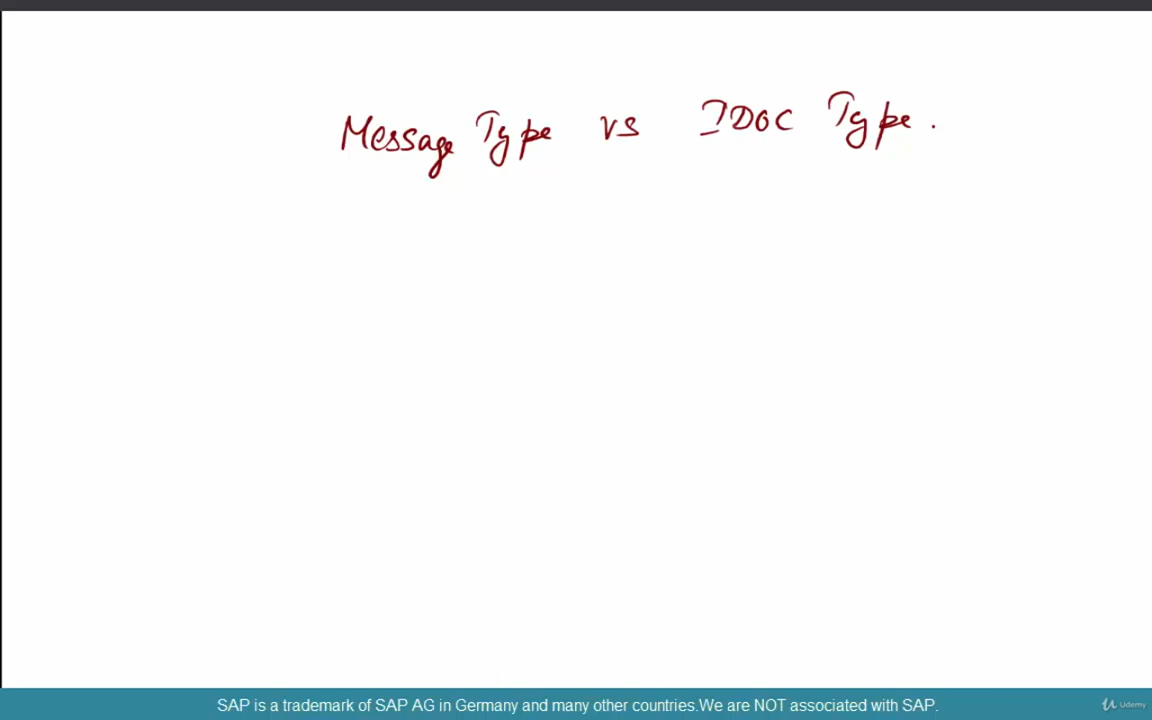 Message Type vs IDOC Type.
SAP is a trademark of SAP AG in Germany and many other countries.We are NOT associated with SAP.
Udemy